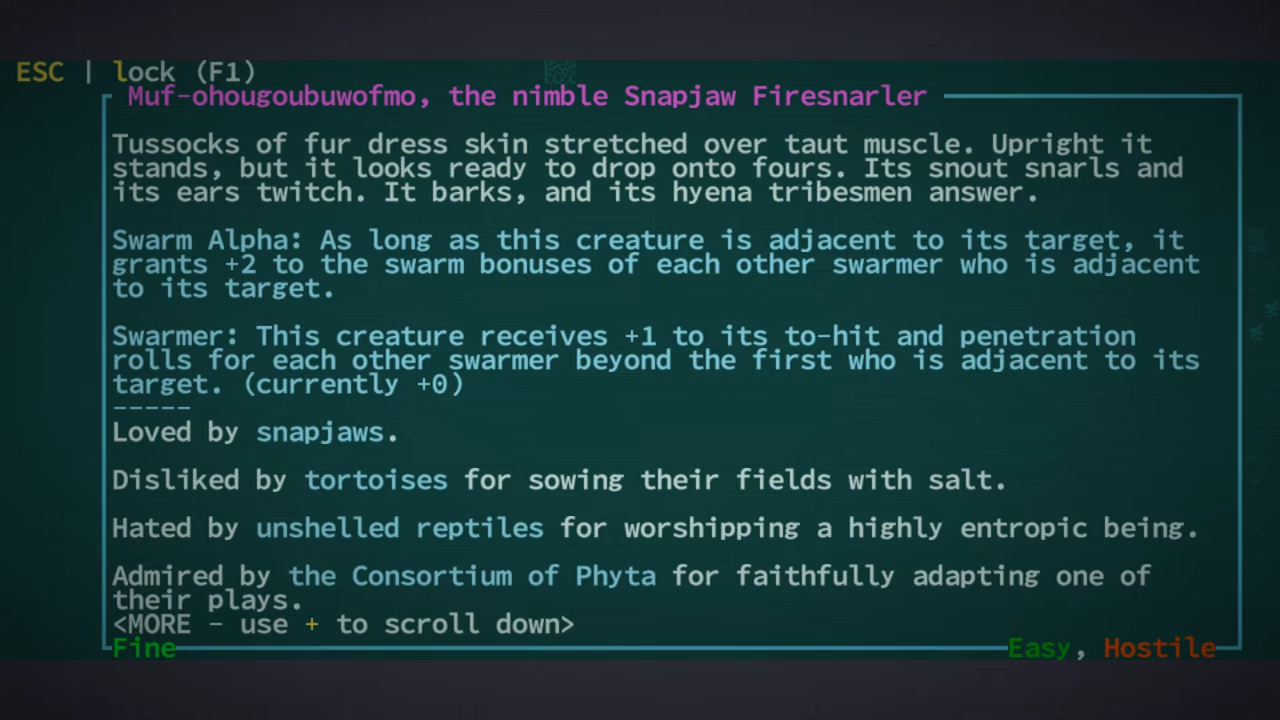 ESC | lock (F1)
Muf-ohougoubuwofmo, the nimble Snapjaw Firesnarler
Tussocks of fur dress skin stretched over taut muscle. Upright it
stands, but it looks ready to drop onto fours. Its snout snarls and
its ears twitch. It barks, and its hyena tribesmen answer.
Swarm Alpha: As long as this creature is adjacent to its target, it
grants +2 to the swarm bonuses of each other swarmer who is adjacent
to its target.
Swarmer: This creature receives +1 to its to-hit and penetration
rolls for each other swarmer beyond the first who is adjacent to its
target. (currently +0)
-----
Loved by snapjaws.
Disliked by tortoises for sowing their fields with salt.
Hated by unshelled reptiles for worshipping a highly entropic being.
Admired by the Consortium of Phyta for faithfully adapting one of
their plays.
<MORE - use + to scroll down>
Fine Easy, Hostile